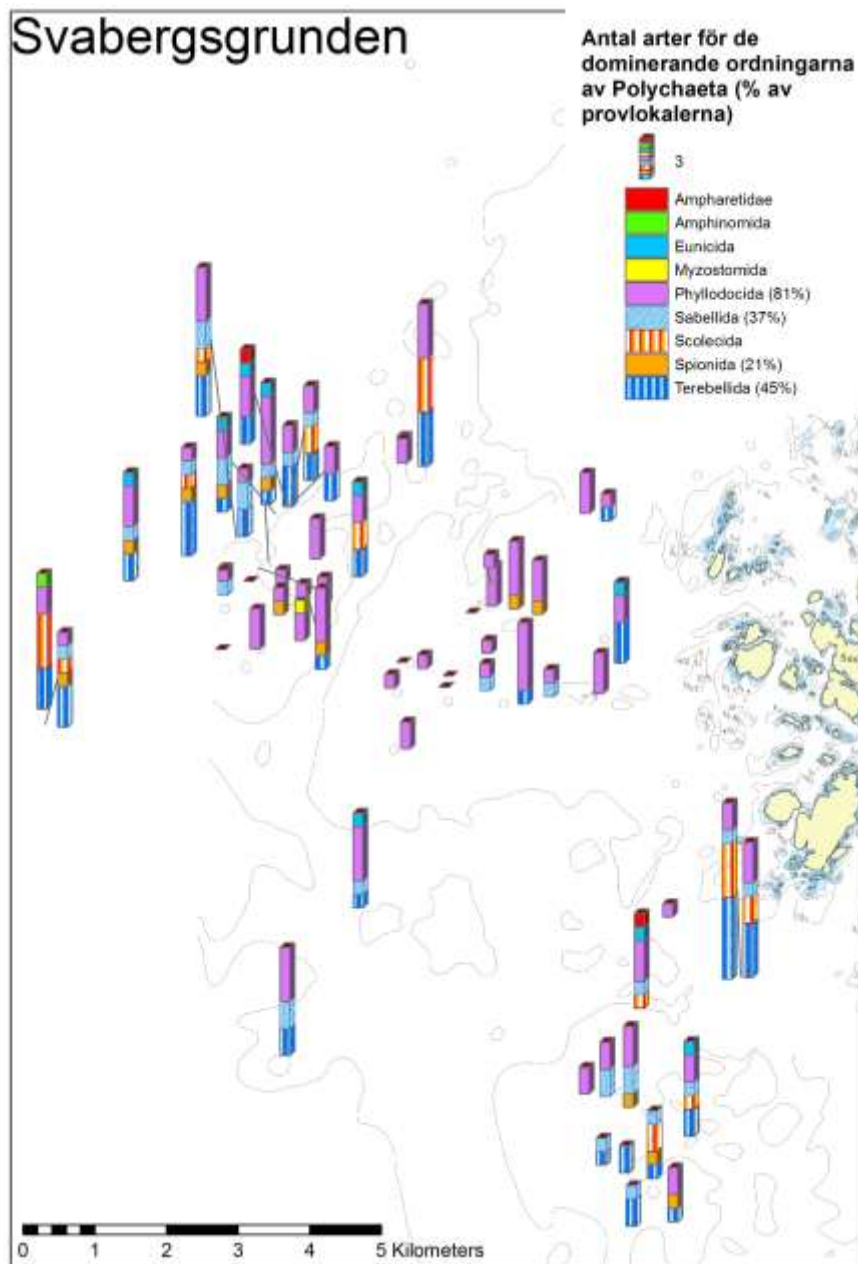 Svabergsgrunden
Antal arter för de
dominerande ordningarna
av Polychaeta (% av
provlokalerna)
3
Ampharetidae
Amphinomida
Eunicida
Myzostomida
Phyllodocida (81%)
Sabellida (37%)
Scolecida
Spionida (21%)
Terebellida (45%)
0 1 2 3 4 5 Kilometers